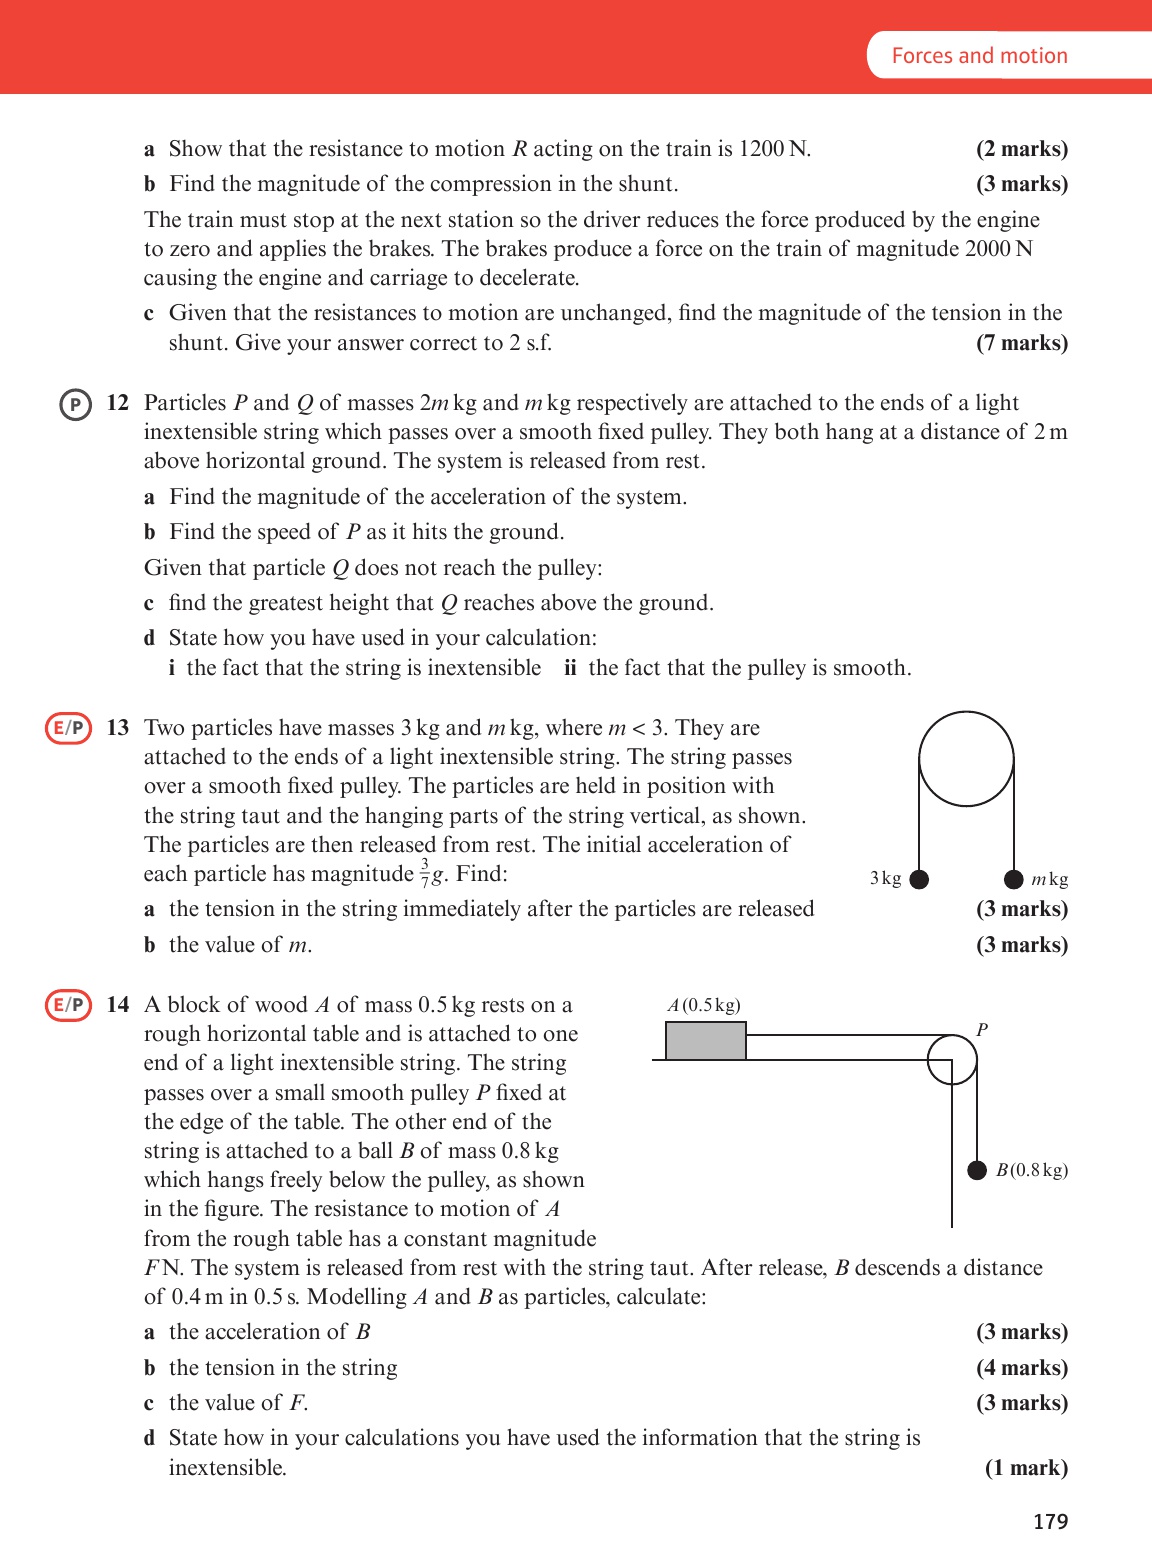 Forces and motion
a Show that the resistance to motion R acting on the train is 1200 N. (2 marks)
b Find the magnitude of the compression in the shunt. (3 marks)
The train must stop at the next station so the driver reduces the force produced by the engine
to zero and applies the brakes. The brakes produce a force on the train of magnitude 2000 N
causing the engine and carriage to decelerate.
c Given that the resistances to motion are unchanged, find the magnitude of the tension in the
shunt. Give your answer correct to 2 s.f. (7 marks)
P 12 Particles P and Q of masses 2m kg and m kg respectively are attached to the ends of a light
inextensible string which passes over a smooth fixed pulley. They both hang at a distance of 2 m
above horizontal ground. The system is released from rest.
a Find the magnitude of the acceleration of the system.
b Find the speed of P as it hits the ground.
Given that particle Q does not reach the pulley:
c find the greatest height that Q reaches above the ground.
d State how you have used in your calculation:
i the fact that the string is inextensible ii the fact that the pulley is smooth.
E/P 13 Two particles have masses 3 kg and m kg, where m < 3. They are
attached to the ends of a light inextensible string. The string passes
over a smooth fixed pulley. The particles are held in position with
the string taut and the hanging parts of the string vertical, as shown.
The particles are then released from rest. The initial acceleration of
each particle has magnitude 3/7 g. Find:
3 kg
m kg
a the tension in the string immediately after the particles are released (3 marks)
b the value of m. (3 marks)
E/P 14 A block of wood A of mass 0.5 kg rests on a
rough horizontal table and is attached to one
end of a light inextensible string. The string
passes over a small smooth pulley P fixed at
the edge of the table. The other end of the
string is attached to a ball B of mass 0.8 kg
which hangs freely below the pulley, as shown
in the figure. The resistance to motion of A
from the rough table has a constant magnitude
F N. The system is released from rest with the string taut. After release, B descends a distance
of 0.4 m in 0.5 s. Modelling A and B as particles, calculate:
A (0.5 kg)
P
B (0.8 kg)
a the acceleration of B (3 marks)
b the tension in the string (4 marks)
c the value of F. (3 marks)
d State how in your calculations you have used the information that the string is
inextensible. (1 mark)
179